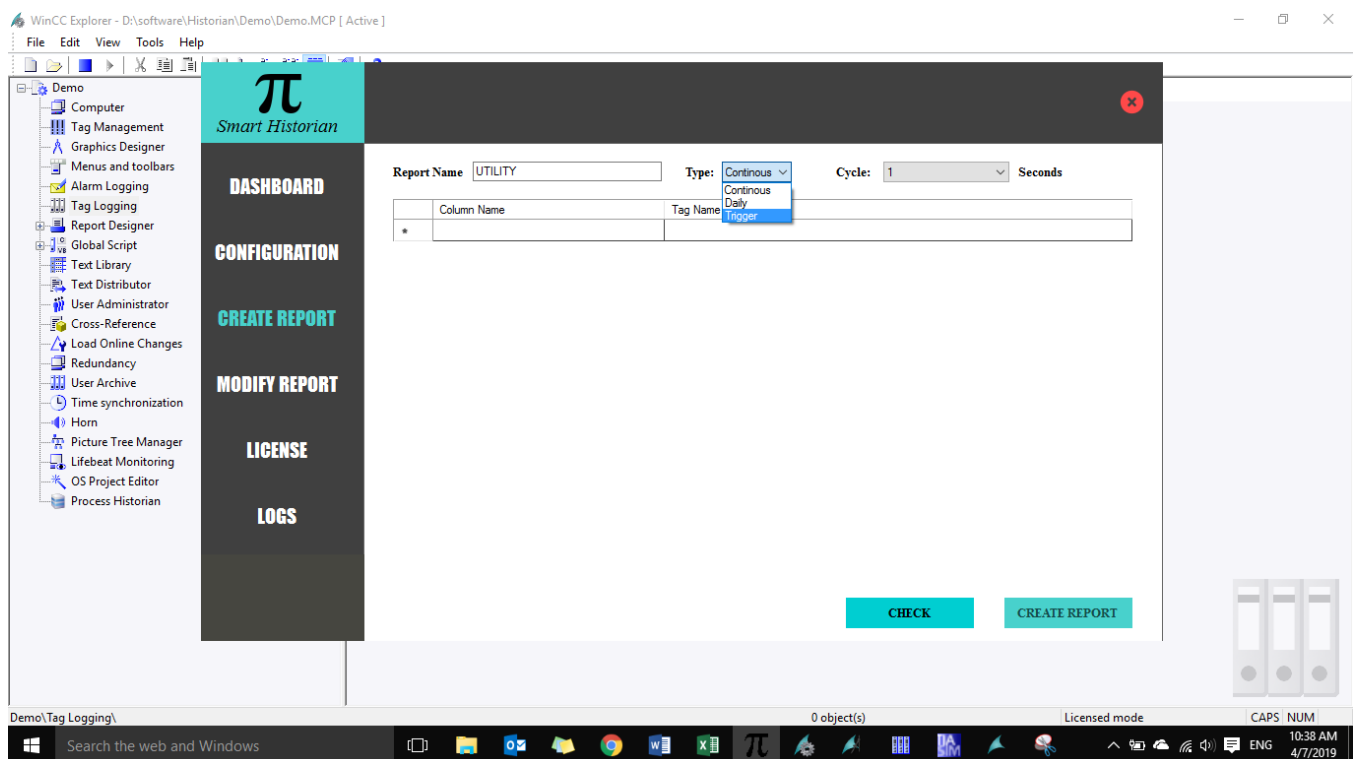 WinCC Explorer - D:\software\Historian\Demo\Demo.MCP [ Active ]
File Edit View Tools Help
Demo
Computer
Tag Management
Graphics Designer
Menus and toolbars
Alarm Logging
Tag Logging
Report Designer
Global Script
Text Library
Text Distributor
User Administrator
Cross-Reference
Load Online Changes
Redundancy
User Archive
Time synchronization
Horn
Picture Tree Manager
Lifebeat Monitoring
OS Project Editor
Process Historian
π
Smart Historian
DASHBOARD
CONFIGURATION
CREATE REPORT
MODIFY REPORT
LICENSE
LOGS
Report Name UTILITY Type: Continous Cycle: 1 Seconds
Continous
Daily
Trigger
Column Name Tag Name
*
CHECK CREATE REPORT
Demo\Tag Logging\ 0 object(s) Licensed mode CAPS NUM
Search the web and Windows
ENG 10:38 AM
4/7/2019